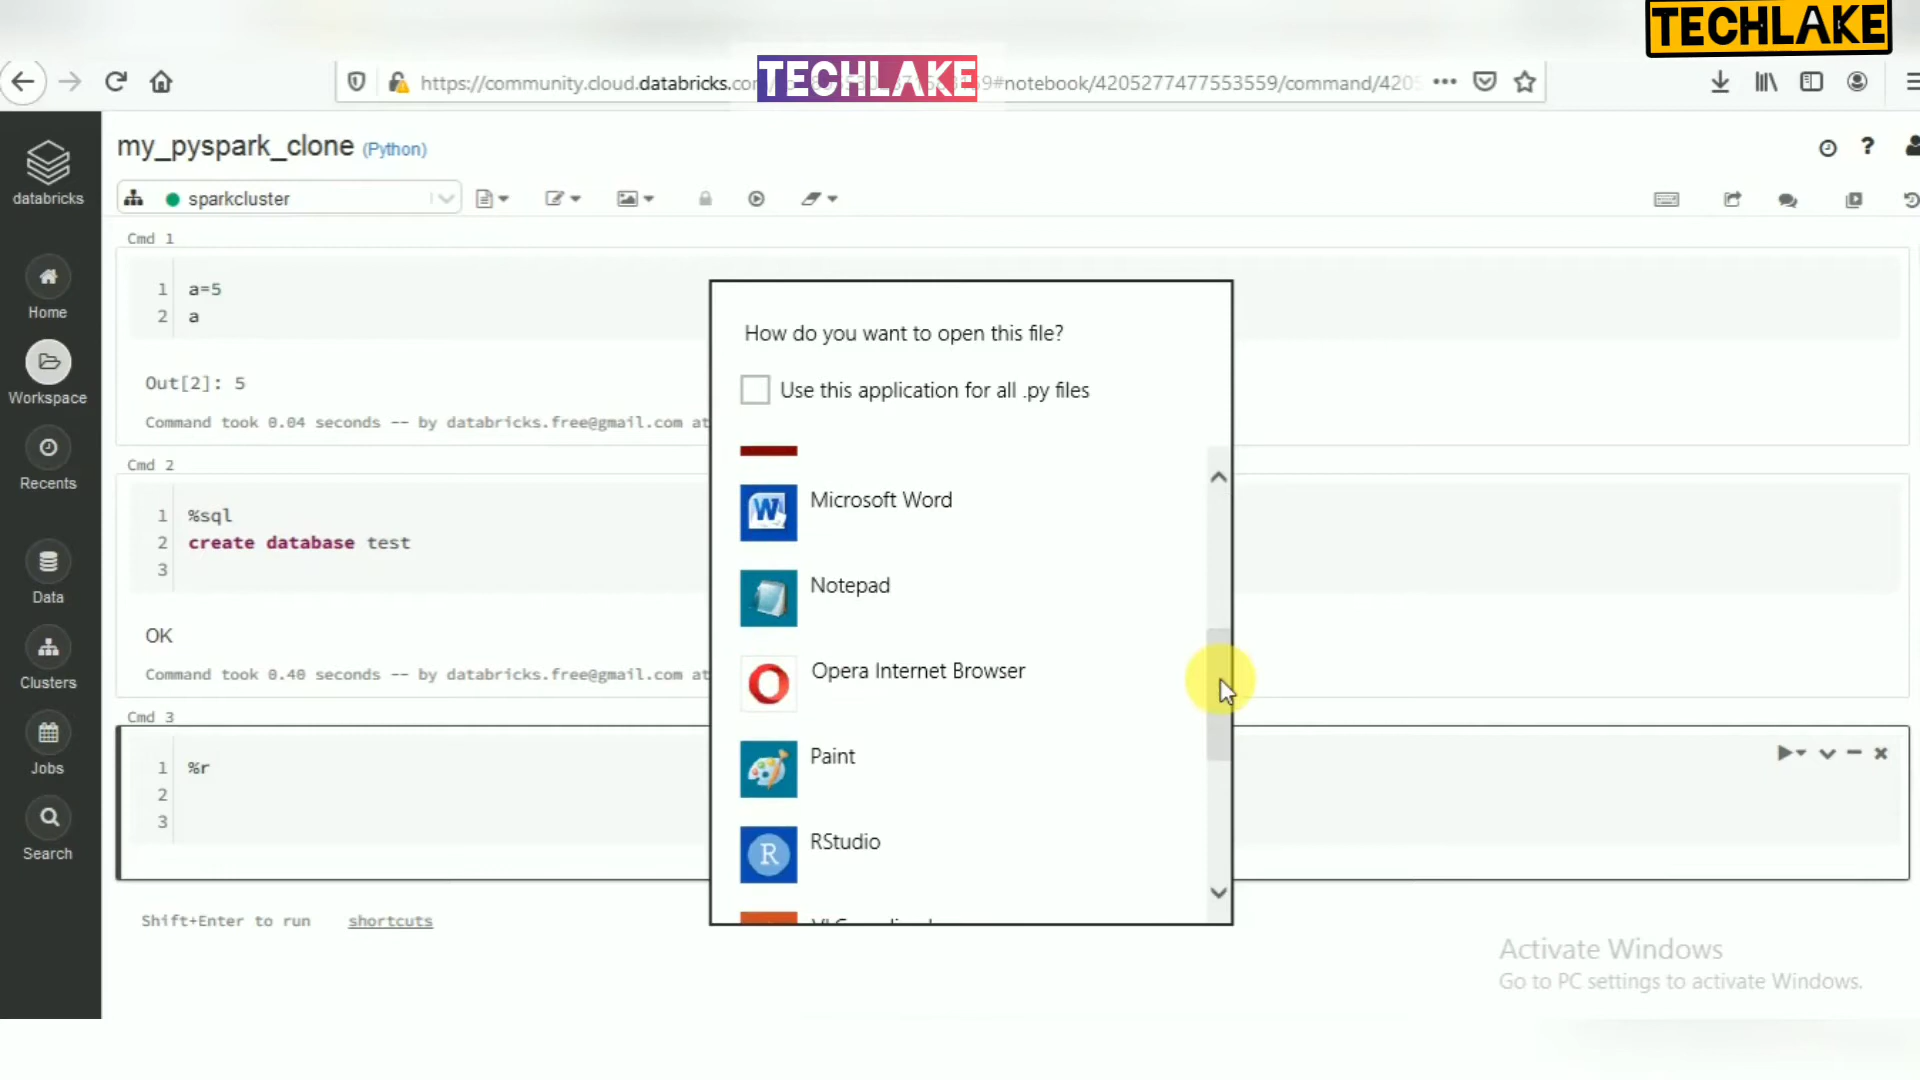 TECHLAKE
TECHLAKE
https://community.cloud.databricks.co
9#notebook/4205277477553559/command/420
databricks
my_pyspark_clone (Python)
sparkcluster
Home
Workspace
Recents
Data
Clusters
Jobs
Search
Cmd 1
1 a=5
2 a
Out[2]: 5
Command took 0.04 seconds -- by databricks.free@gmail.com at
Cmd 2
1 %sql
2 create database test
3
OK
Command took 0.40 seconds -- by databricks.free@gmail.com at
Cmd 3
1 %r
2
3
Shift+Enter to run shortcuts
How do you want to open this file?
Use this application for all .py files
Microsoft Word
Notepad
Opera Internet Browser
Paint
RStudio
Activate Windows
Go to PC settings to activate Windows.